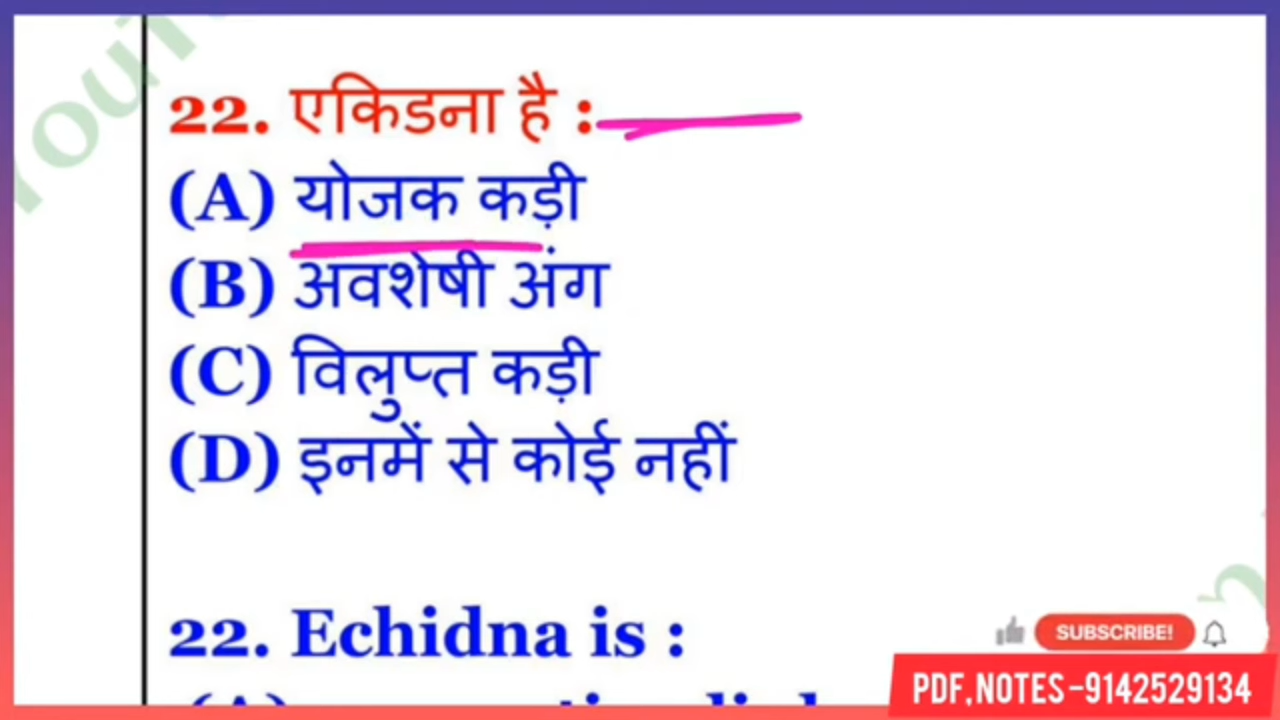 22. एकिडना है :
(A) योजक कड़ी
(B) अवशेषी अंग
(C) विलुप्त कड़ी
(D) इनमें से कोई नहीं
22. Echidna is :
SUBSCRIBE!
PDF,NOTES-9142529134